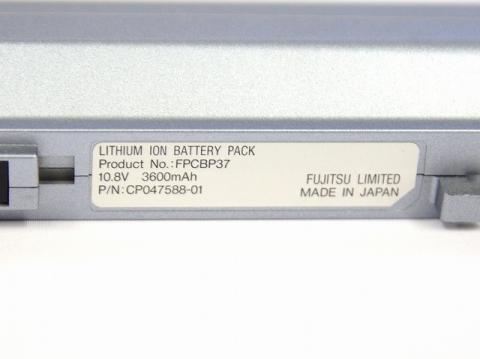 LITHIUM ION BATTERY PACK
Product No.:FPCBP37
10.8V 3600mAh
P/N:CP047588-01
FUJITSU LIMITED
MADE IN JAPAN